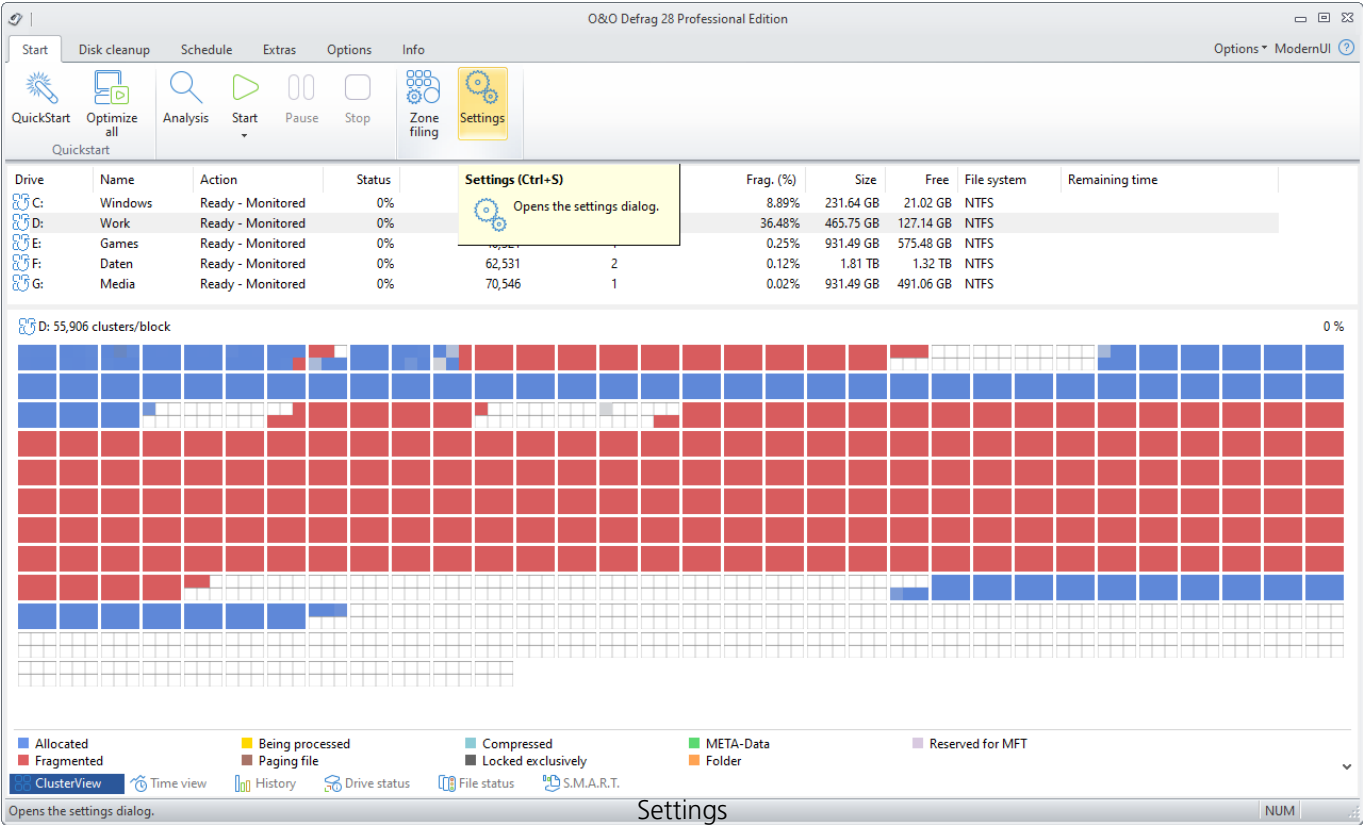 O&O Defrag 28 Professional Edition
Start Disk cleanup Schedule Extras Options Info Options ModernUI ?
QuickStart Optimize all Analysis Start Pause Stop Zone filing Settings
Quickstart
Drive Name Action Status Frag. (%) Size Free File system Remaining time
Settings (Ctrl+S)
Opens the settings dialog.
C: Windows Ready - Monitored 0% 8.89% 231.64 GB 21.02 GB NTFS
D: Work Ready - Monitored 0% 36.48% 465.75 GB 127.14 GB NTFS
E: Games Ready - Monitored 0% 0.25% 931.49 GB 575.48 GB NTFS
F: Daten Ready - Monitored 0% 62,531 2 0.12% 1.81 TB 1.32 TB NTFS
G: Media Ready - Monitored 0% 70,546 1 0.02% 931.49 GB 491.06 GB NTFS
D: 55,906 clusters/block 0 %
Allocated Being processed Compressed META-Data Reserved for MFT
Fragmented Paging file Locked exclusively Folder
ClusterView Time view History Drive status File status S.M.A.R.T.
Opens the settings dialog. Settings NUM